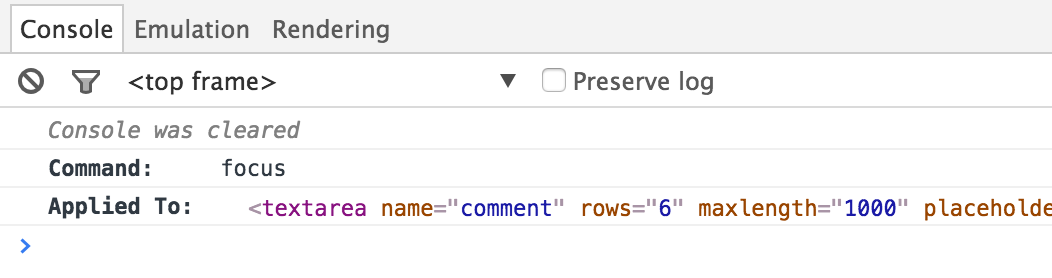 Console Emulation Rendering
<top frame> ▼ Preserve log
Console was cleared
Command: focus
Applied To: <textarea name="comment" rows="6" maxlength="1000" placeholde
>